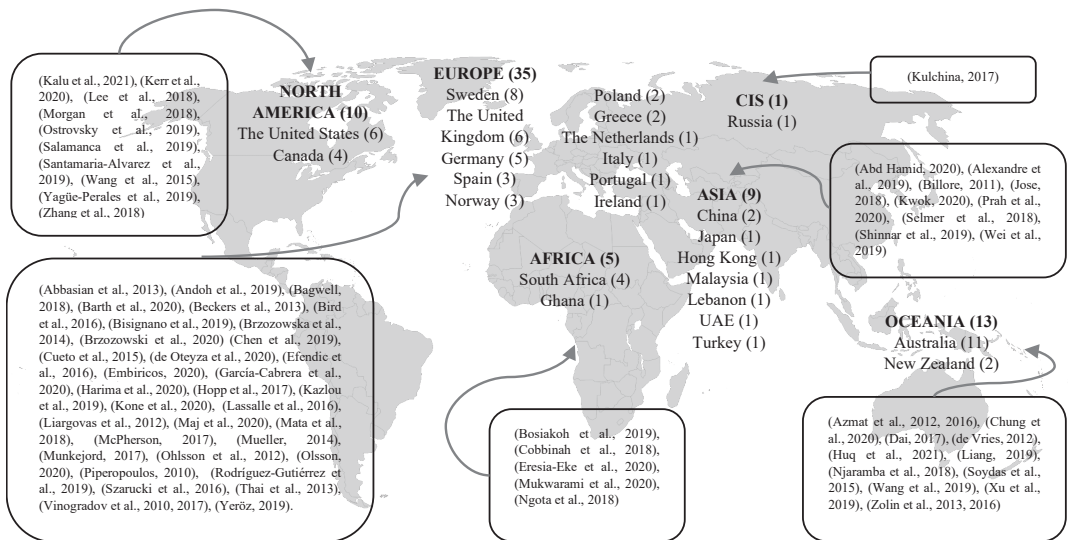 (Kalu et al., 2021), (Kerr et al.,
2020), (Lee et al., 2018),
(Morgan et al., 2018),
(Ostrovsky et al., 2019),
(Salamanca et al., 2019),
(Santamaria-Alvarez et al.,
2019), (Wang et al., 2015),
(Yagüe-Perales et al., 2019),
(Zhang et al., 2018)
NORTH
AMERICA (10)
The United States (6)
Canada (4)
EUROPE (35)
Sweden (8)
The United
Kingdom (6)
Germany (5)
Spain (3)
Norway (3)
Poland (2)
Greece (2)
The Netherlands (1)
Italy (1)
Portugal (1)
Ireland (1)
CIS (1)
Russia (1)
(Kulchina, 2017)
ASIA (9)
China (2)
Japan (1)
Hong Kong (1)
Malaysia (1)
Lebanon (1)
UAE (1)
Turkey (1)
(Abd Hamid, 2020), (Alexandre et
al., 2019), (Billore, 2011), (Jose,
2018), (Kwok, 2020), (Prah et al.,
2020), (Selmer et al., 2018),
(Shinnar et al., 2019), (Wei et al.,
2019)
AFRICA (5)
South Africa (4)
Ghana (1)
OCEANIA (13)
Australia (11)
New Zealand (2)
(Abbasian et al., 2013), (Andoh et al., 2019), (Bagwell,
2018), (Barth et al., 2020), (Beckers et al., 2013), (Bird
et al., 2016), (Bisignano et al., 2019), (Brzozowska et al.,
2014), (Brzozowski et al., 2020) (Chen et al., 2019),
(Cueto et al., 2015), (de Oteyza et al., 2020), (Efendic et
al., 2016), (Embiricos, 2020), (García-Cabrera et al.,
2020), (Harima et al., 2020), (Hopp et al., 2017), (Kazlou
et al., 2019), (Kone et al., 2020), (Lassalle et al., 2016),
(Liargovas et al., 2012), (Maj et al., 2020), (Mata et al.,
2018), (McPherson, 2017), (Mueller, 2014),
(Munkejord, 2017), (Ohlsson et al., 2012), (Olsson,
2020), (Piperopoulos, 2010), (Rodríguez-Gutiérrez et
al., 2019), (Szarucki et al., 2016), (Thai et al., 2013),
(Vinogradov et al., 2010, 2017), (Yeröz, 2019).
(Bosiakoh et al., 2019),
(Cobbinah et al., 2018),
(Eresia-Eke et al., 2020),
(Mukwarami et al., 2020),
(Ngota et al., 2018)
(Azmat et al., 2012, 2016), (Chung et
al., 2020), (Dai, 2017), (de Vries, 2012),
(Huq et al., 2021), (Liang, 2019),
(Njaramba et al., 2018), (Soydas et al.,
2015), (Wang et al., 2019), (Xu et al.,
2019), (Zolin et al., 2013, 2016)